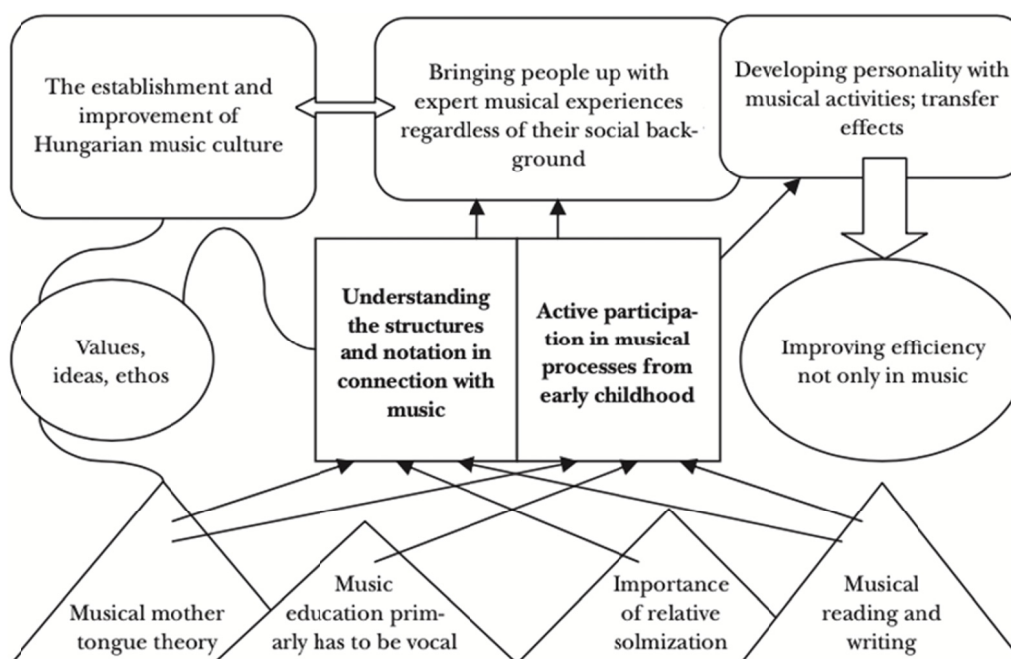 The establishment and
improvement of
Hungarian music culture
Bringing people up with
expert musical experiences
regardless of their social back-
ground
Developing personality with
musical activities; transfer
effects
Values,
ideas, ethos
Understanding
the structures
and notation in
connection with
music
Active participa-
tion in musical
processes from
early childhood
Improving efficiency
not only in music
Musical mother
tongue theory
Music
education prim-
arly has to be vocal
Importance
of relative
solmization
Musical
reading and
writing